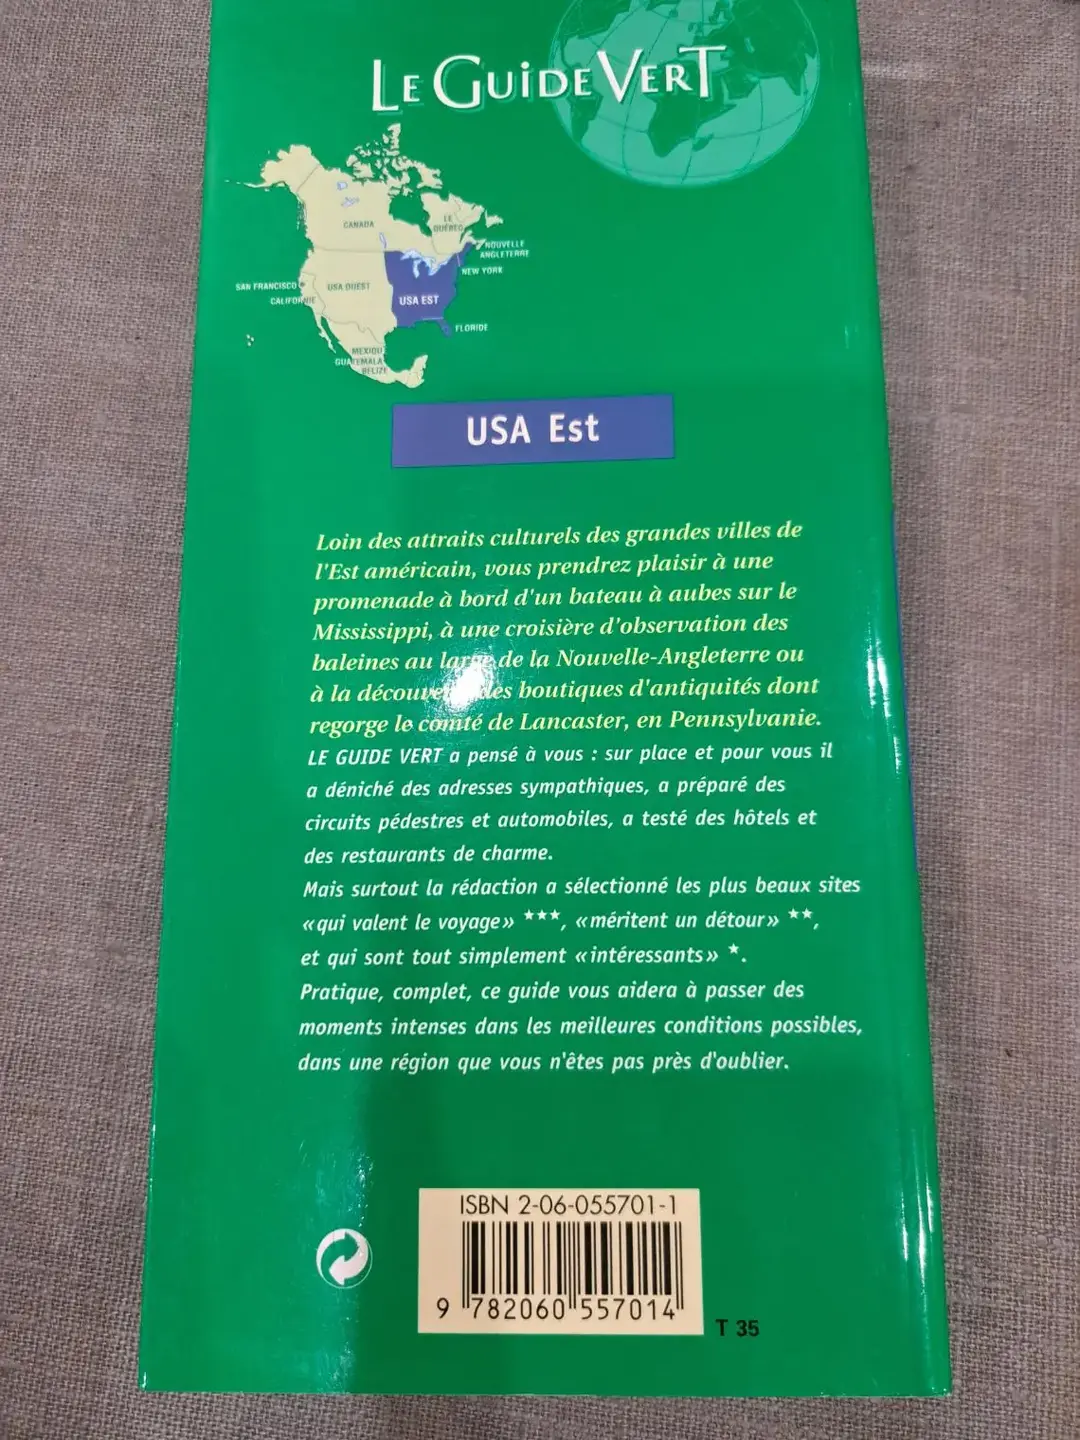 LE GUIDE VERT
CANADA
LE
QUÉBEC
NOUVELLE
ANGLETERRE
NEW YORK
SAN FRANCISCO
CALIFORNIE
USA OUEST
USA EST
FLORIDE
MEXIQUE
GUATEMALA
BELIZE
USA Est
Loin des attraits culturels des grandes villes de
l'Est américain, vous prendrez plaisir à une
promenade à bord d'un bateau à aubes sur le
Mississippi, à une croisière d'observation des
baleines au large de la Nouvelle-Angleterre ou
à la découverte des boutiques d'antiquités dont
regorge le comté de Lancaster, en Pennsylvanie.
LE GUIDE VERT a pensé à vous : sur place et pour vous il
a déniché des adresses sympathiques, a préparé des
circuits pédestres et automobiles, a testé des hôtels et
des restaurants de charme.
Mais surtout la rédaction a sélectionné les plus beaux sites
«qui valent le voyage» ★★★, «méritent un détour» ★★,
et qui sont tout simplement «intéressants» ★.
Pratique, complet, ce guide vous aidera à passer des
moments intenses dans les meilleures conditions possibles,
dans une région que vous n'êtes pas près d'oublier.
ISBN 2-06-055701-1
9 782060 557014
T 35